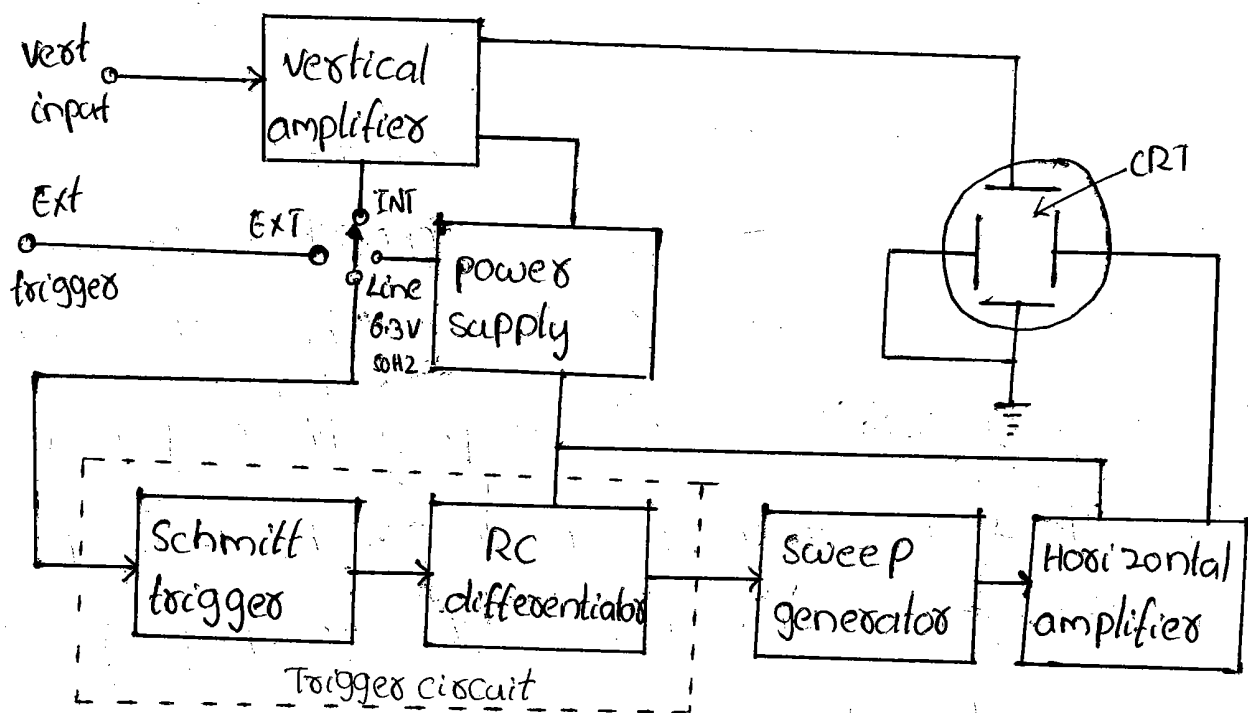 vert
input
vertical
amplifier
CRT
Ext
trigger
EXT
INT
Line
6.3V
50HZ
power
supply
Schmitt
trigger
RC
differentiator
sweep
generator
Horizontal
amplifier
Trigger circuit